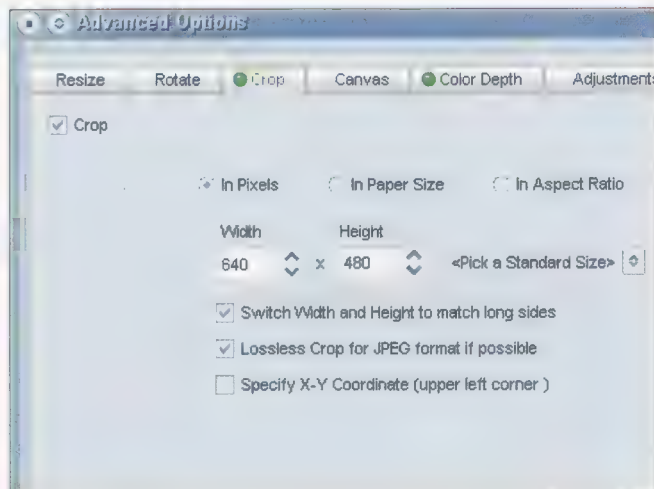 Advanced Options
Resize Rotate Crop Canvas Color Depth Adjustments
Crop
In Pixels In Paper Size In Aspect Ratio
Width Height
640 x 480 <Pick a Standard Size>
Switch Width and Height to match long sides
Lossless Crop for JPEG format if possible
Specify X-Y Coordinate (upper left corner )